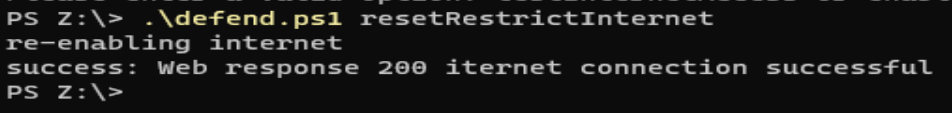 PS Z:\> .\defend.ps1 resetRestrictInternet
re-enabling internet
success: Web response 200 iternet connection successful
PS Z:\>